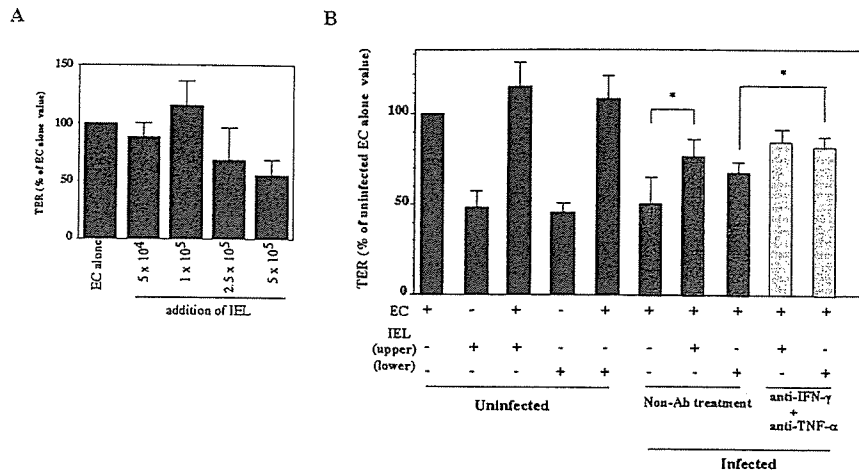 A
B
TER (% of EC alone value)
150
100
50
0
EC alone
5 x 10⁴
1 x 10⁵
2.5 x 10⁵
5 x 10⁵
addition of IEL
TER (% of uninfected EC alone value)
100
50
0
*
*
EC + - + - + + + + + +
IEL
(upper) - + + - - - + - + -
(lower) - - - + + - - + - +
Uninfected
Non-Ab treatment
anti-IFN-γ
+
anti-TNF-α
Infected